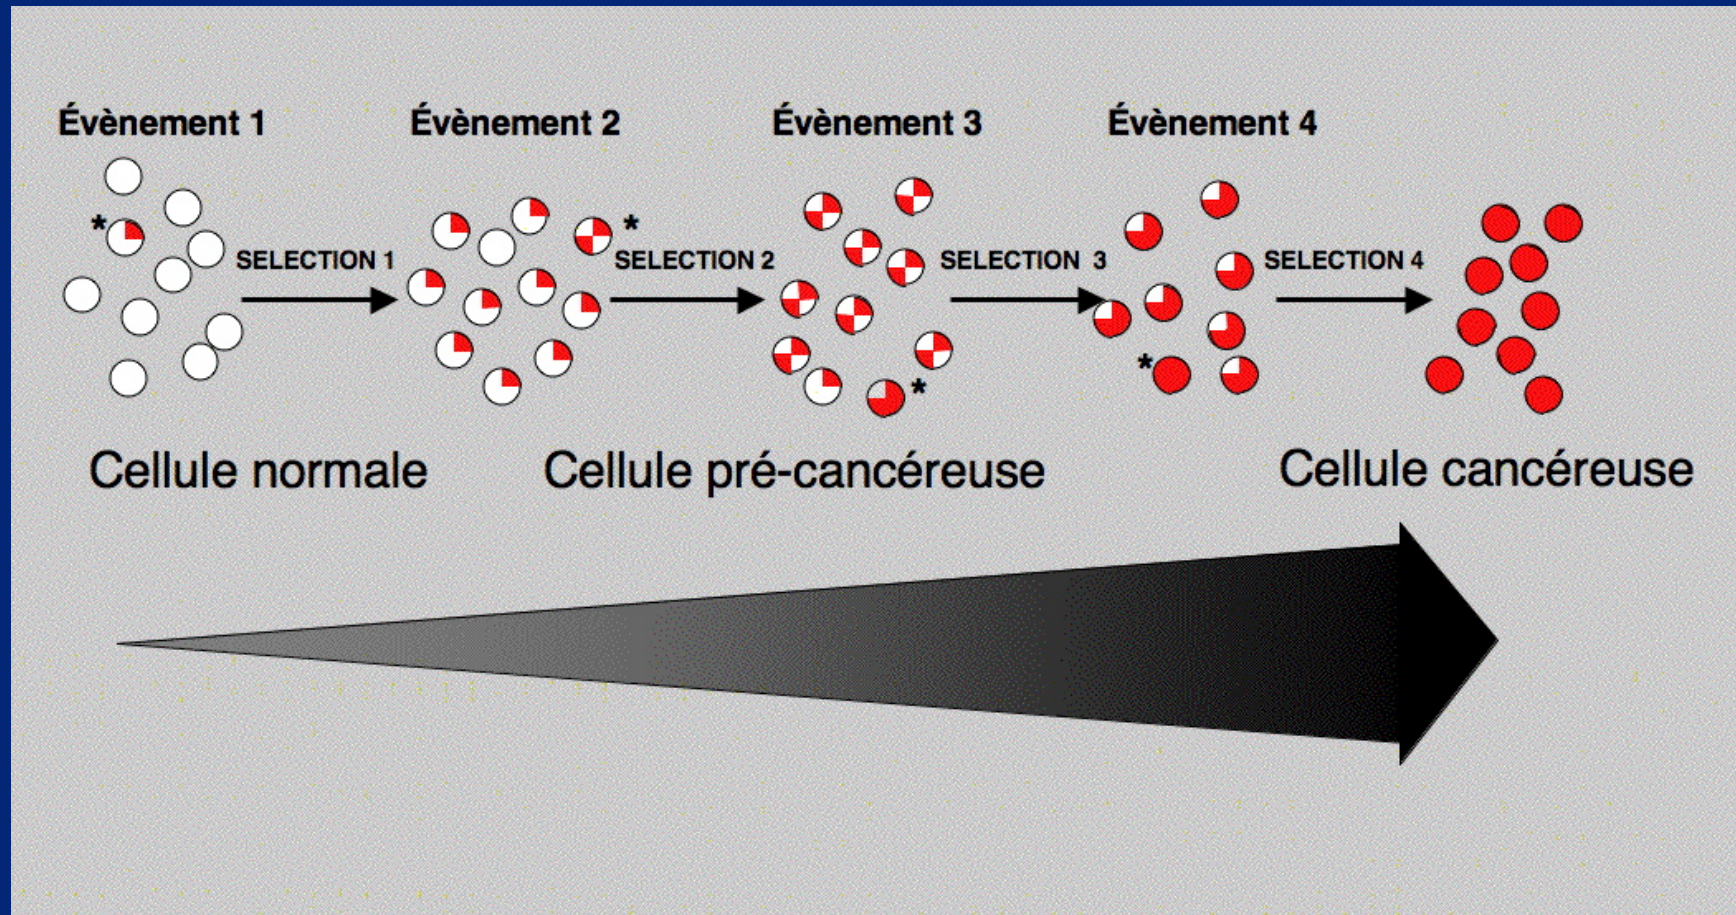 Évènement 1
Évènement 2
Évènement 3
Évènement 4
*
*
*
*
SELECTION 1
SELECTION 2
SELECTION 3
SELECTION 4
Cellule normale
Cellule pré-cancéreuse
Cellule cancéreuse